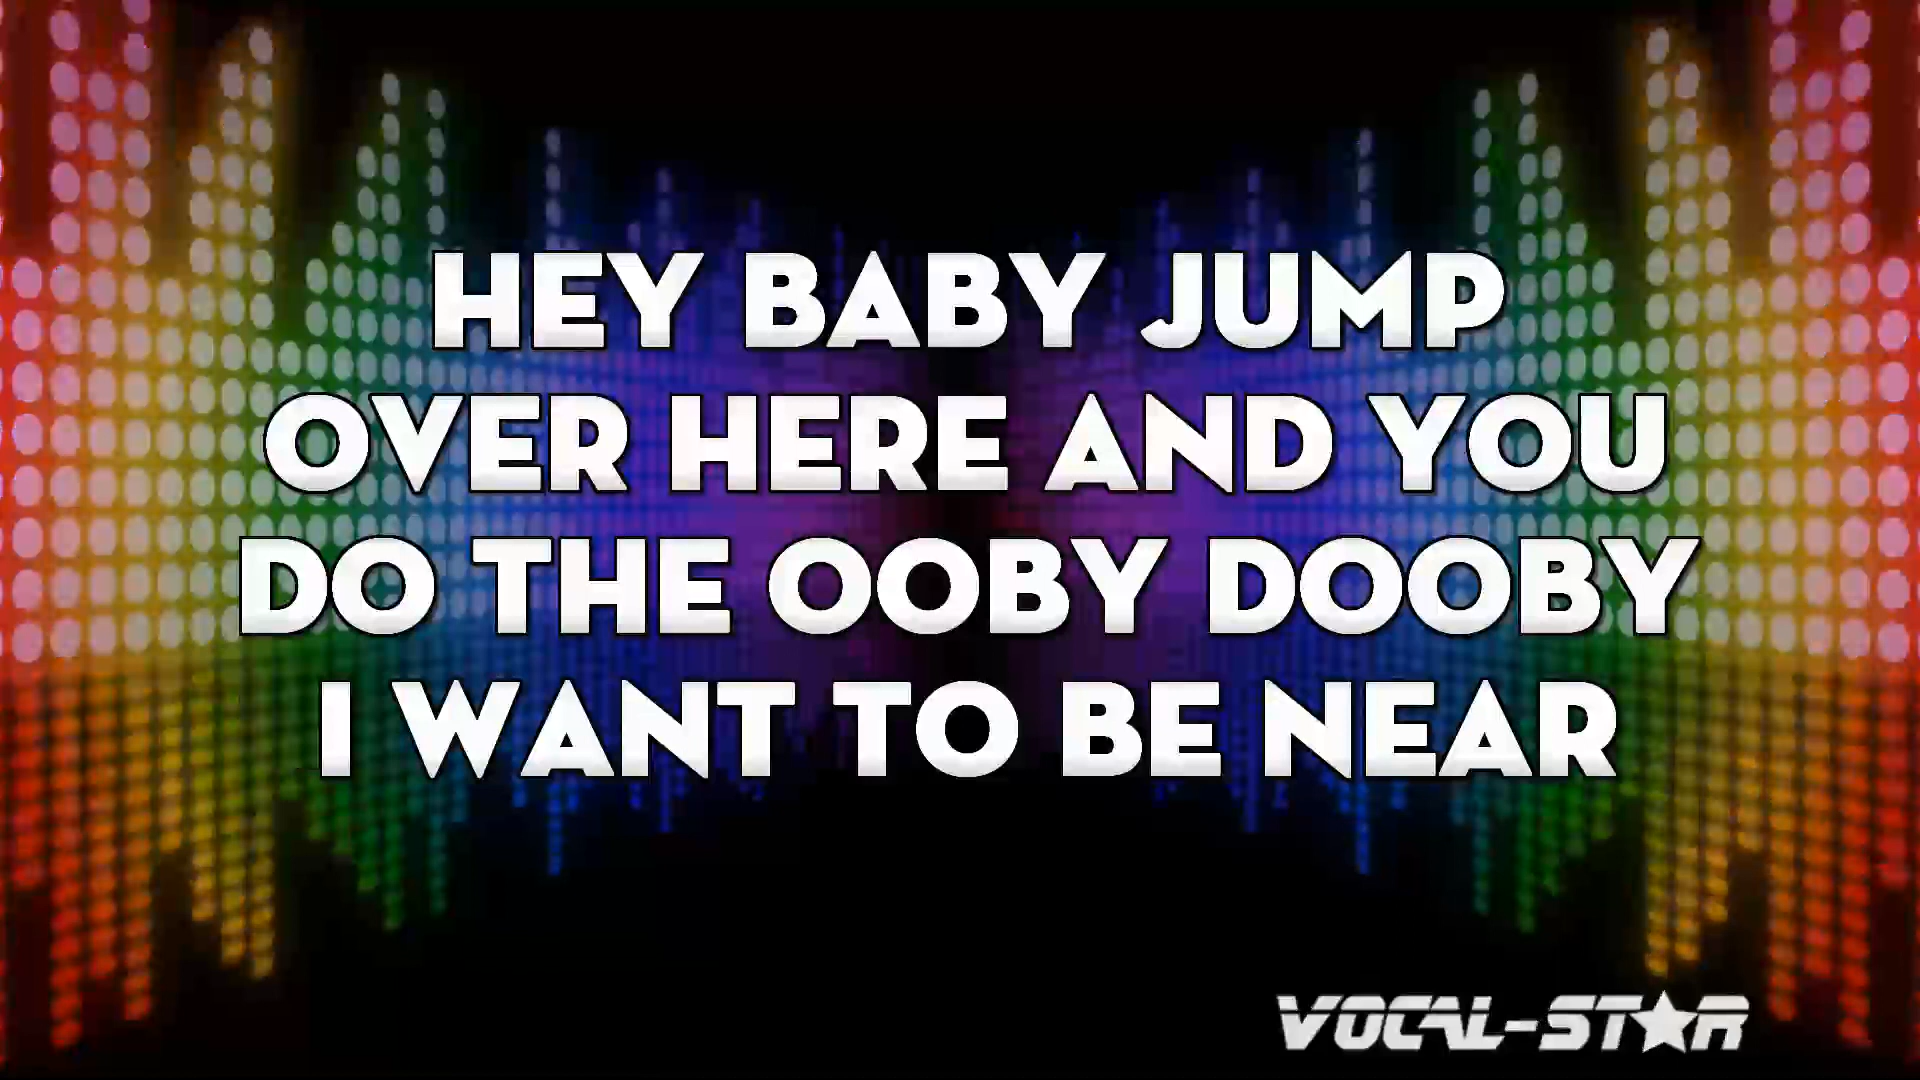 HEY BABY JUMP
OVER HERE AND YOU
DO THE OOBY DOOBY
I WANT TO BE NEAR
VOCAL-STAR